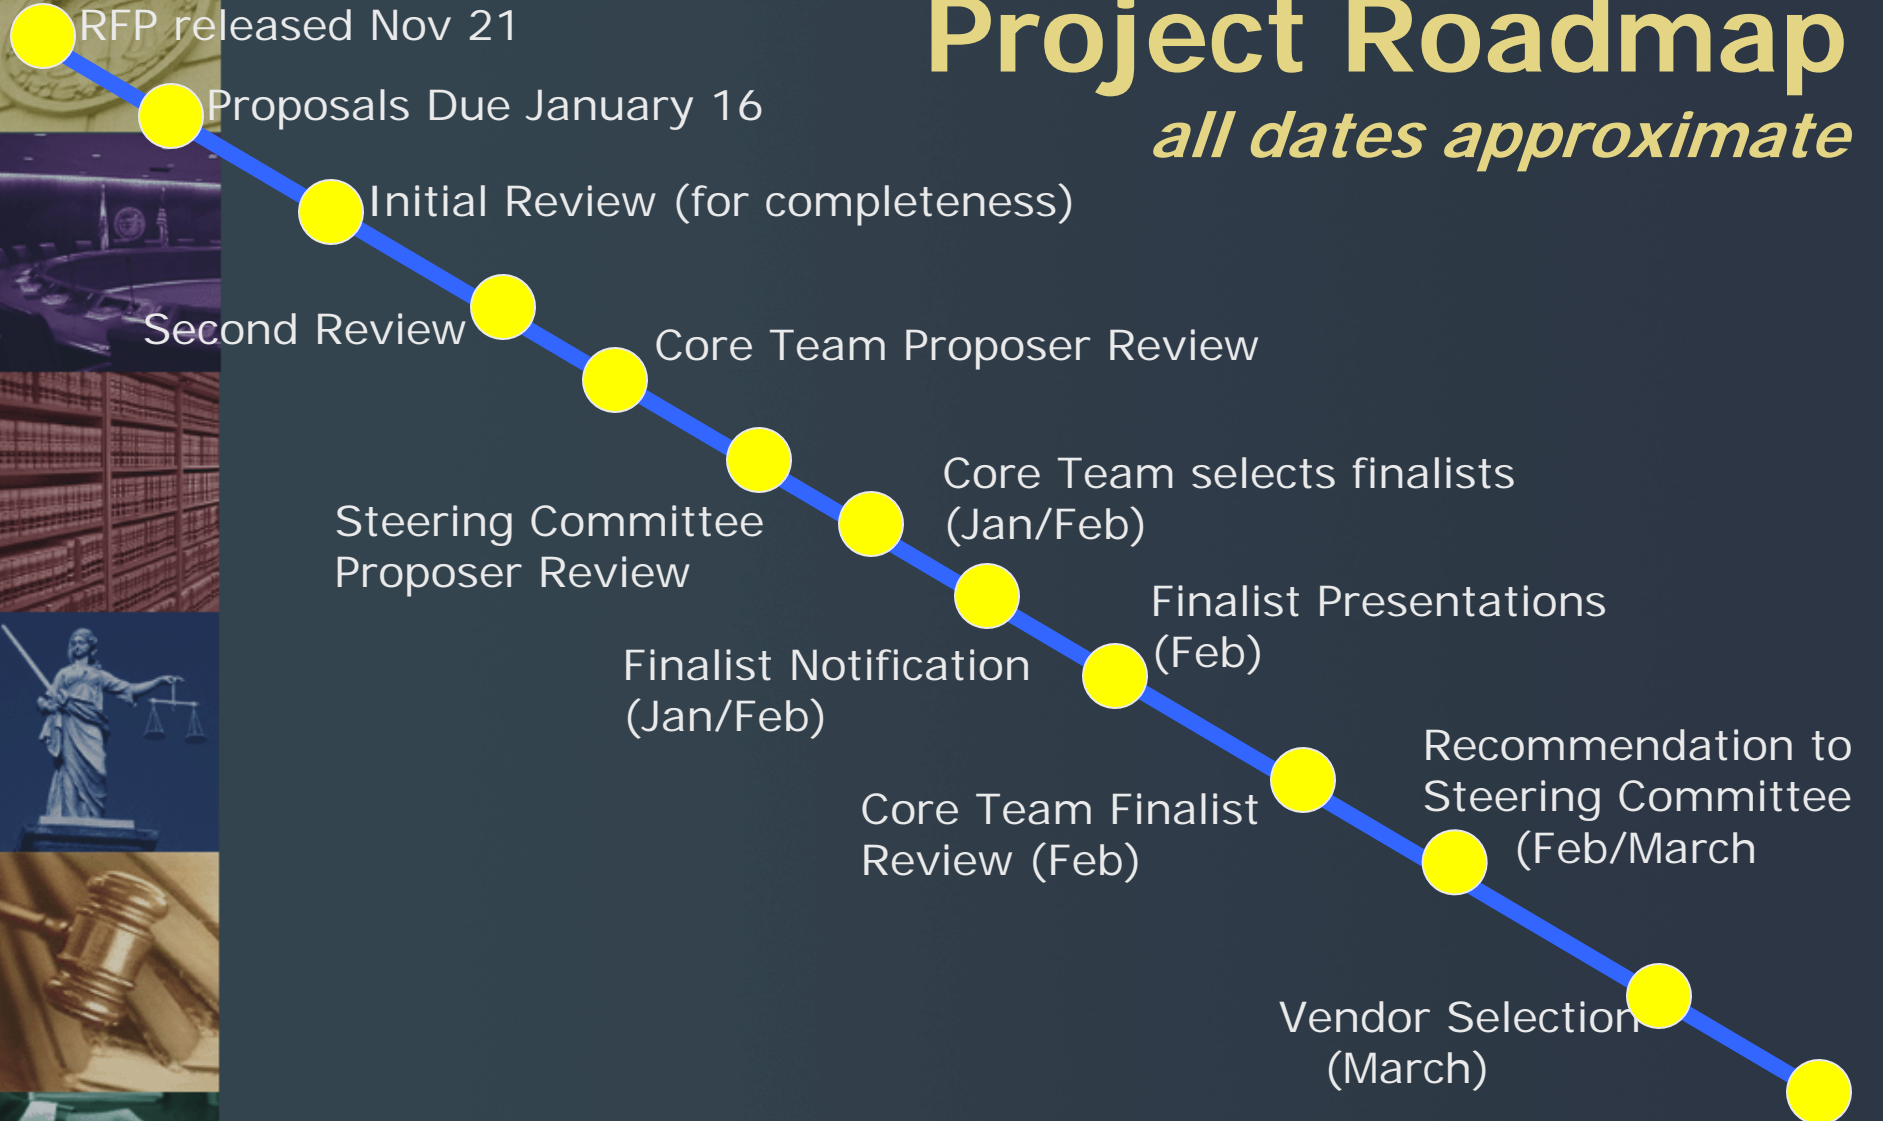 Project Roadmap
all dates approximate
RFP released Nov 21
Proposals Due January 16
Initial Review (for completeness)
Second Review
Core Team Proposer Review
Steering Committee
Proposer Review
Core Team selects finalists
(Jan/Feb)
Finalist Notification
(Jan/Feb)
Finalist Presentations
(Feb)
Core Team Finalist
Review (Feb)
Recommendation to
Steering Committee
(Feb/March
Vendor Selection
(March)